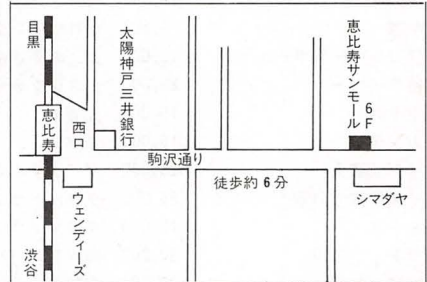 目黒
恵比寿
西口
太陽神戸三井銀行
恵比寿サンモール
6F
駒沢通り
徒歩約6分
シマダヤ
ウェンディーズ
渋谷